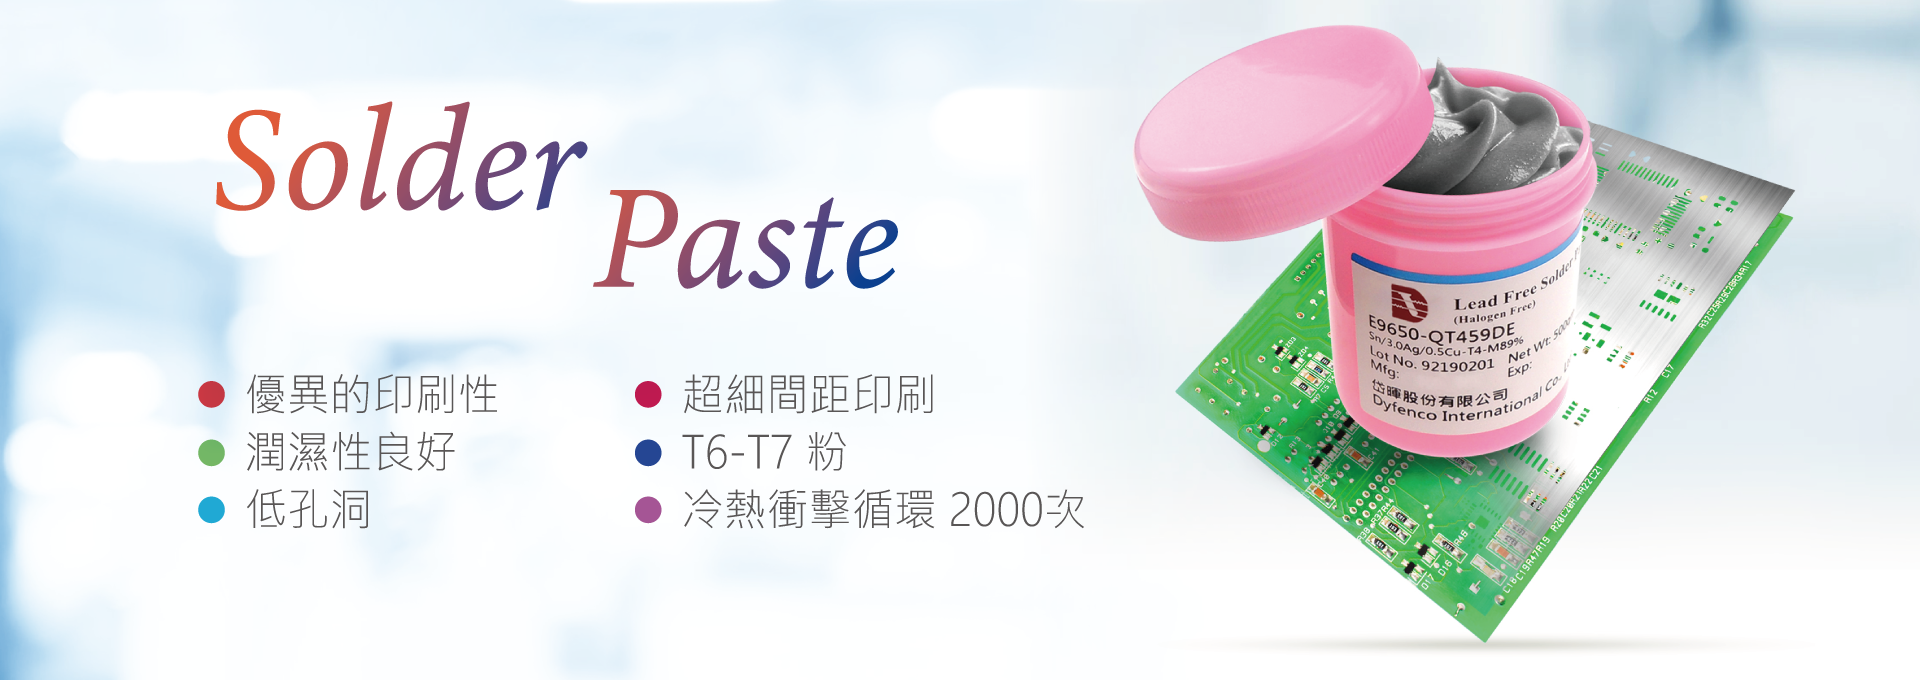 Solder
Paste
優異的印刷性
潤濕性良好
低孔洞
超細間距印刷
T6-T7 粉
冷熱衝擊循環 2000次
Lead Free Solder
(Halogen Free)
E9650-QT459DE
Sn/3.0Ag/0.5Cu-T4-M89%
Lot No. 92190201 Net Wt:
Mfg: Exp:
岱暉股份有限公司
Dyfenco International Co.,